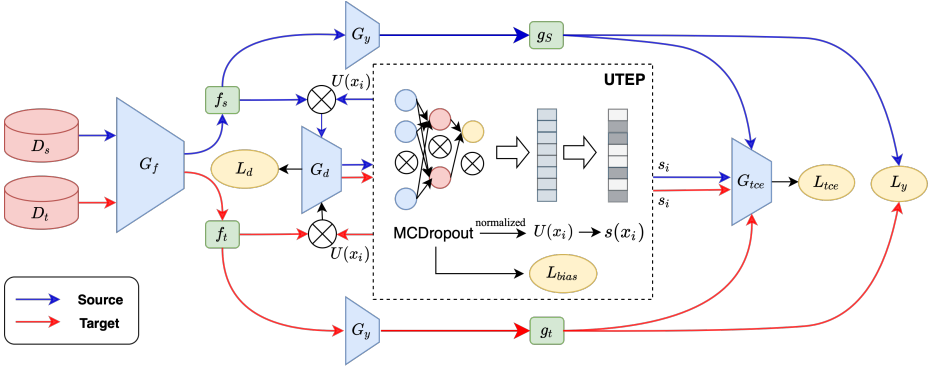 G_y
g_S
UTEP
U(x_i)
f_s
D_s
G_f
L_d
G_d
s_i
s_i
G_tce
L_tce
L_y
D_t
f_t
U(x_i)
MCDropout normalized U(x_i) → s(x_i)
L_bias
Source
Target
G_y
g_t